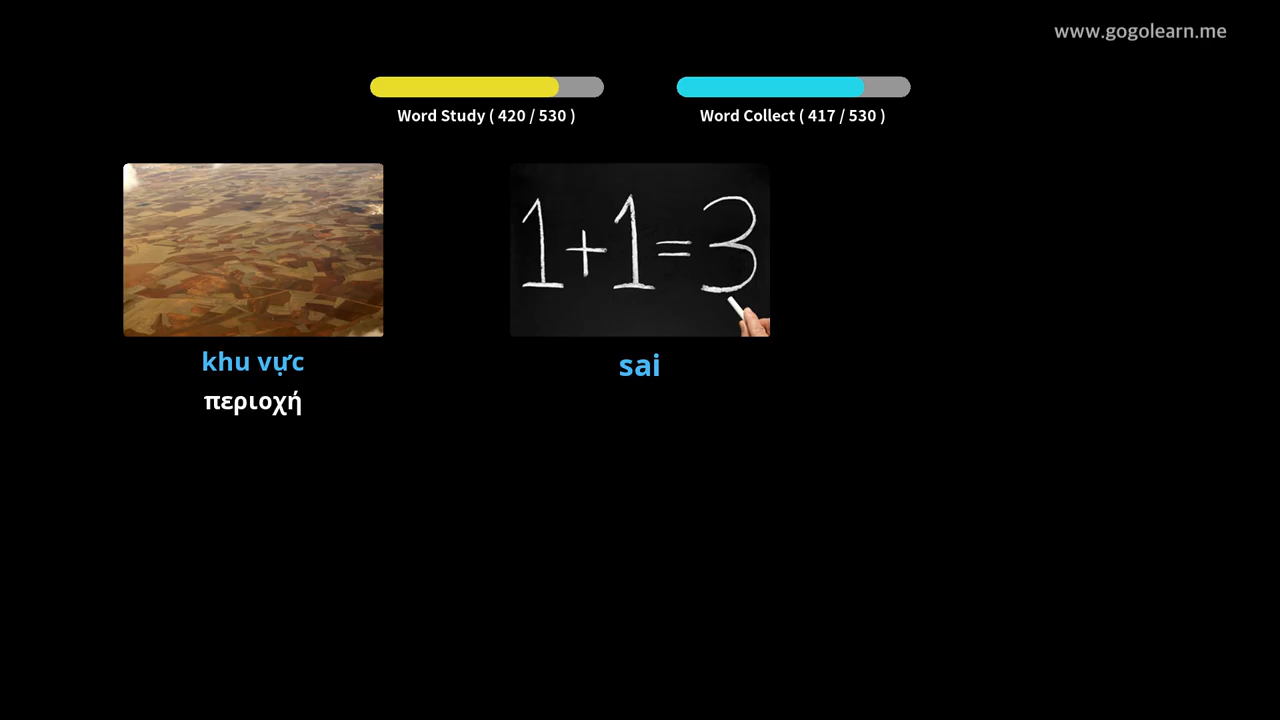 www.gogolearn.me
Word Study ( 420 / 530 )
Word Collect ( 417 / 530 )
1+1=3
khu vực
περιοχή
sai